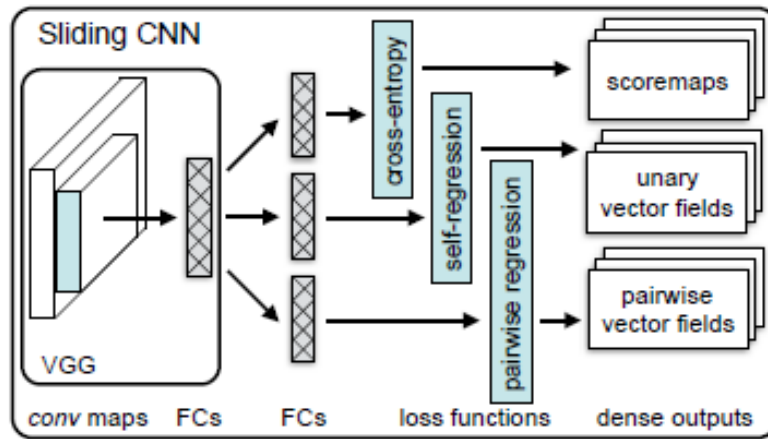 Sliding CNN
cross-entropy
self-regression
pairwise regression
scoremaps
unary
vector fields
pairwise
vector fields
VGG
conv maps FCs FCs loss functions dense outputs